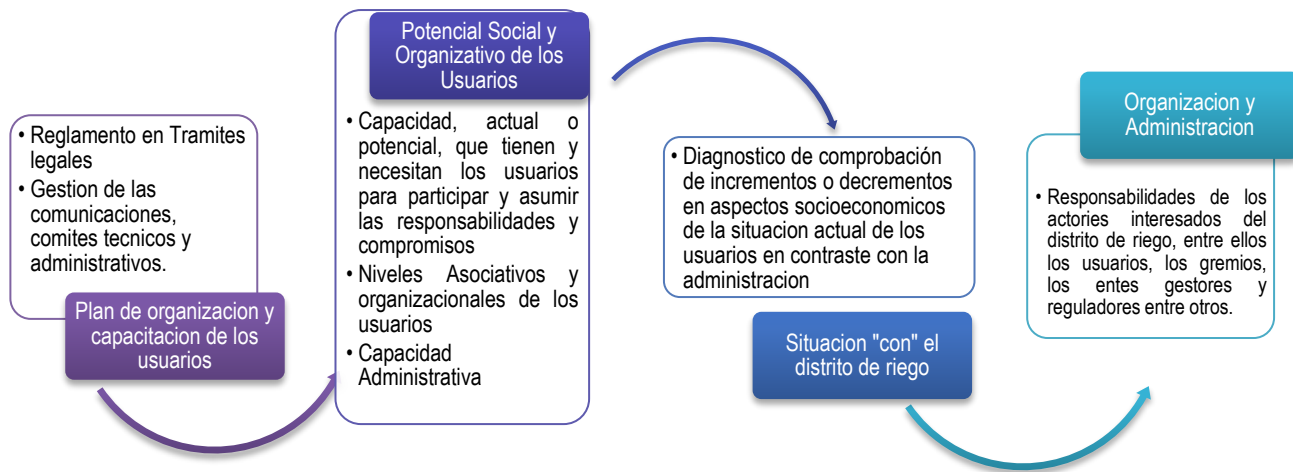 • Reglamento en Tramites
legales
• Gestion de las
comunicaciones,
comites tecnicos y
administrativos.
Plan de organizacion y
capacitacion de los
usuarios
Potencial Social y
Organizativo de los
Usuarios
• Capacidad, actual o
potencial, que tienen y
necesitan los usuarios
para participar y asumir
las responsabilidades y
compromisos
• Niveles Asociativos y
organizacionales de los
usuarios
• Capacidad
Administrativa
• Diagnostico de comprobación
de incrementos o decrementos
en aspectos socioeconomicos
de la situacion actual de los
usuarios en contraste con la
administracion
Situacion "con" el
distrito de riego
Organizacion y
Administracion
• Responsabilidades de los
actories interesados del
distrito de riego, entre ellos
los usuarios, los gremios,
los entes gestores y
reguladores entre otros.